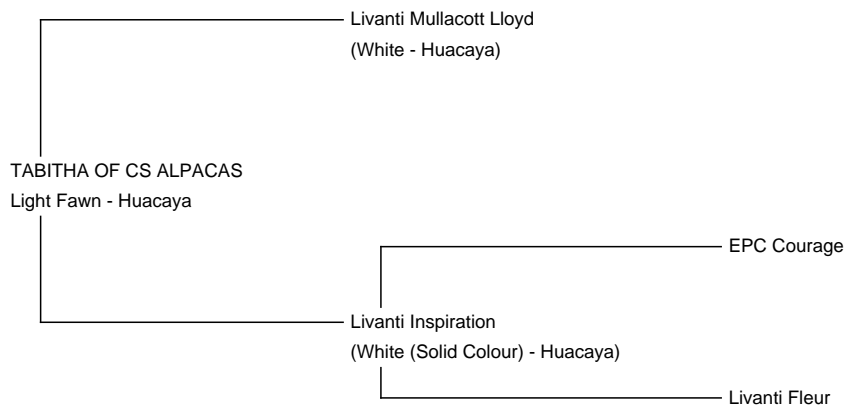 Livanti Mullacott Lloyd
(White - Huacaya)
TABITHA OF CS ALPACAS
Light Fawn - Huacaya
EPC Courage
Livanti Inspiration
(White (Solid Colour) - Huacaya)
Livanti Fleur